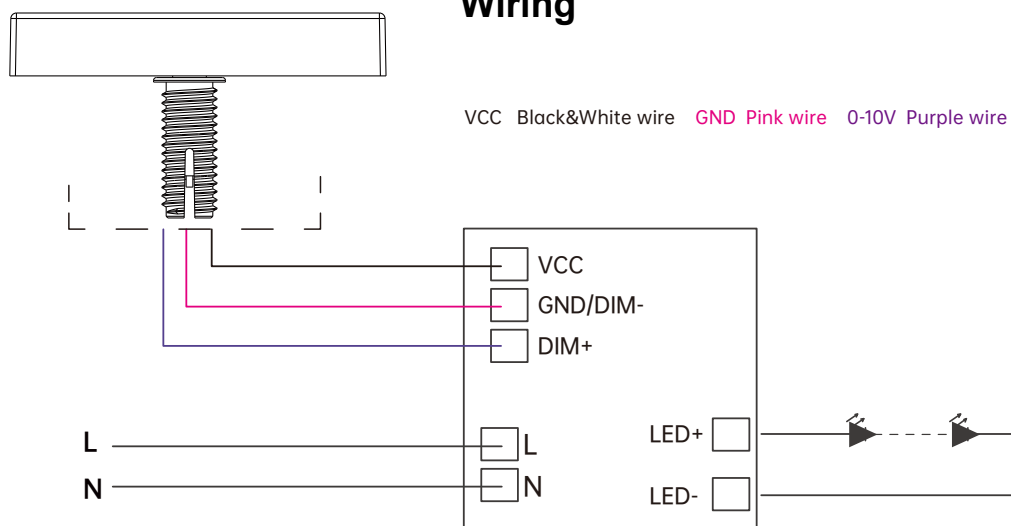 Wiring
VCC Black&White wire GND Pink wire 0-10V Purple wire
VCC
GND/DIM-
DIM+
L
L
LED+
N
N
LED-